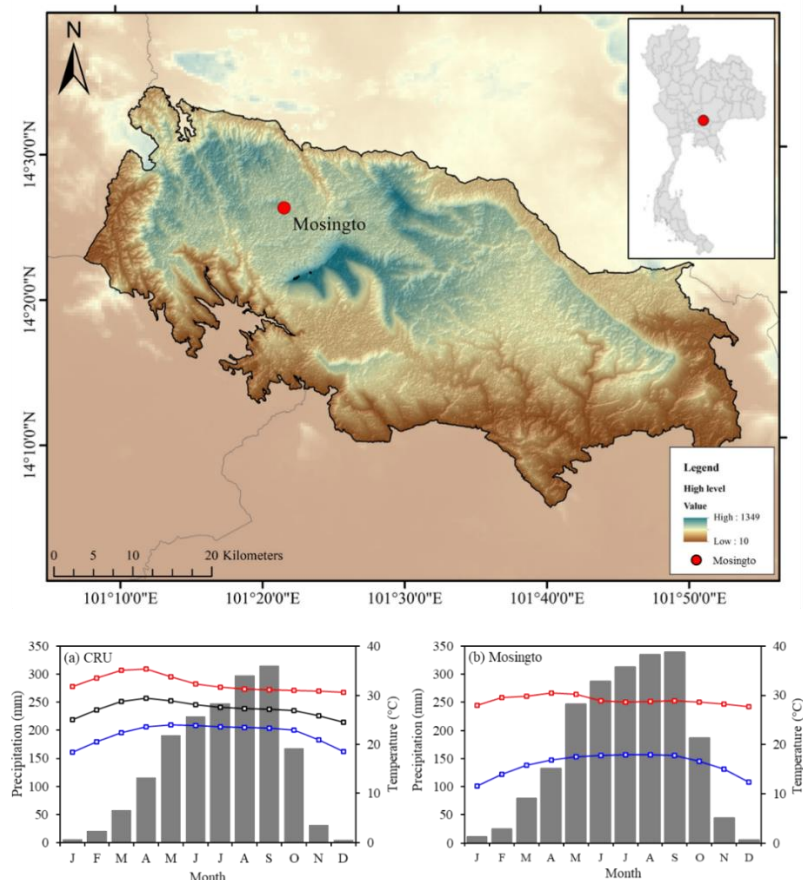 N
14°30'0"N
14°20'0"N
14°10'0"N
Mosingto
Legend
High level
Value
High : 1349
Low : 10
Mosingto
0 5 10 20 Kilometers
101°10'0"E 101°20'0"E 101°30'0"E 101°40'0"E 101°50'0"E
(a) CRU
Precipitation (mm)
350
300
250
200
150
100
50
0
40
30
20
10
0
Temperature (°C)
J F M A M J J A S O N D
Month
(b) Mosingto
Precipitation (mm)
350
300
250
200
150
100
50
0
40
30
20
10
0
Temperature (°C)
J F M A M J J A S O N D
Month